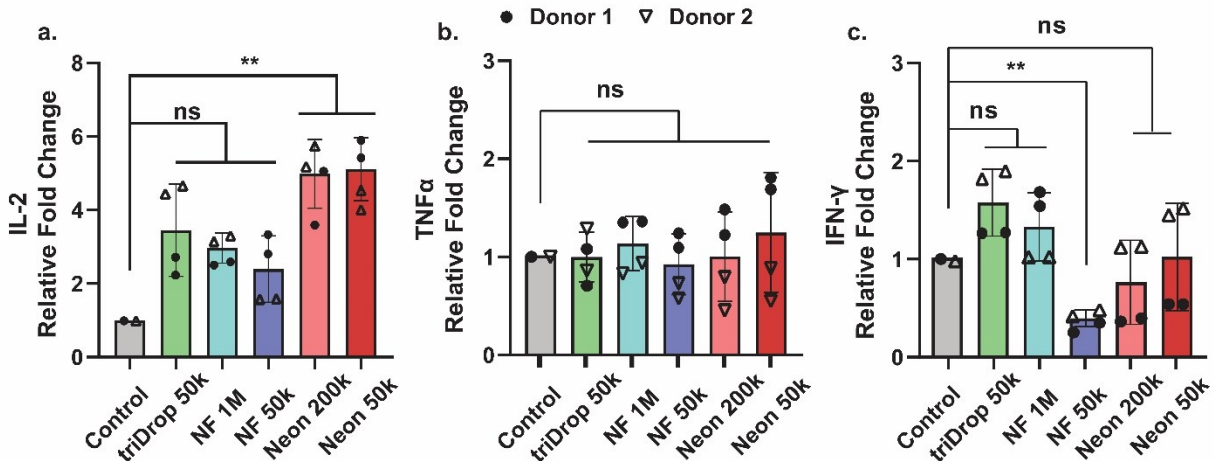 ● Donor 1 ▽ Donor 2
a.
IL-2
Relative Fold Change
8
6
4
2
0
**
ns
Control
triDrop 50k
NF 1M
NF 50k
Neon 200k
Neon 50k
b.
TNFα
Relative Fold Change
3
2
1
0
ns
Control
triDrop 50k
NF 1M
NF 50k
Neon 200k
Neon 50k
c.
IFN-γ
Relative Fold Change
3
2
1
0
ns
**
ns
Control
triDrop 50k
NF 1M
NF 50k
Neon 200k
Neon 50k